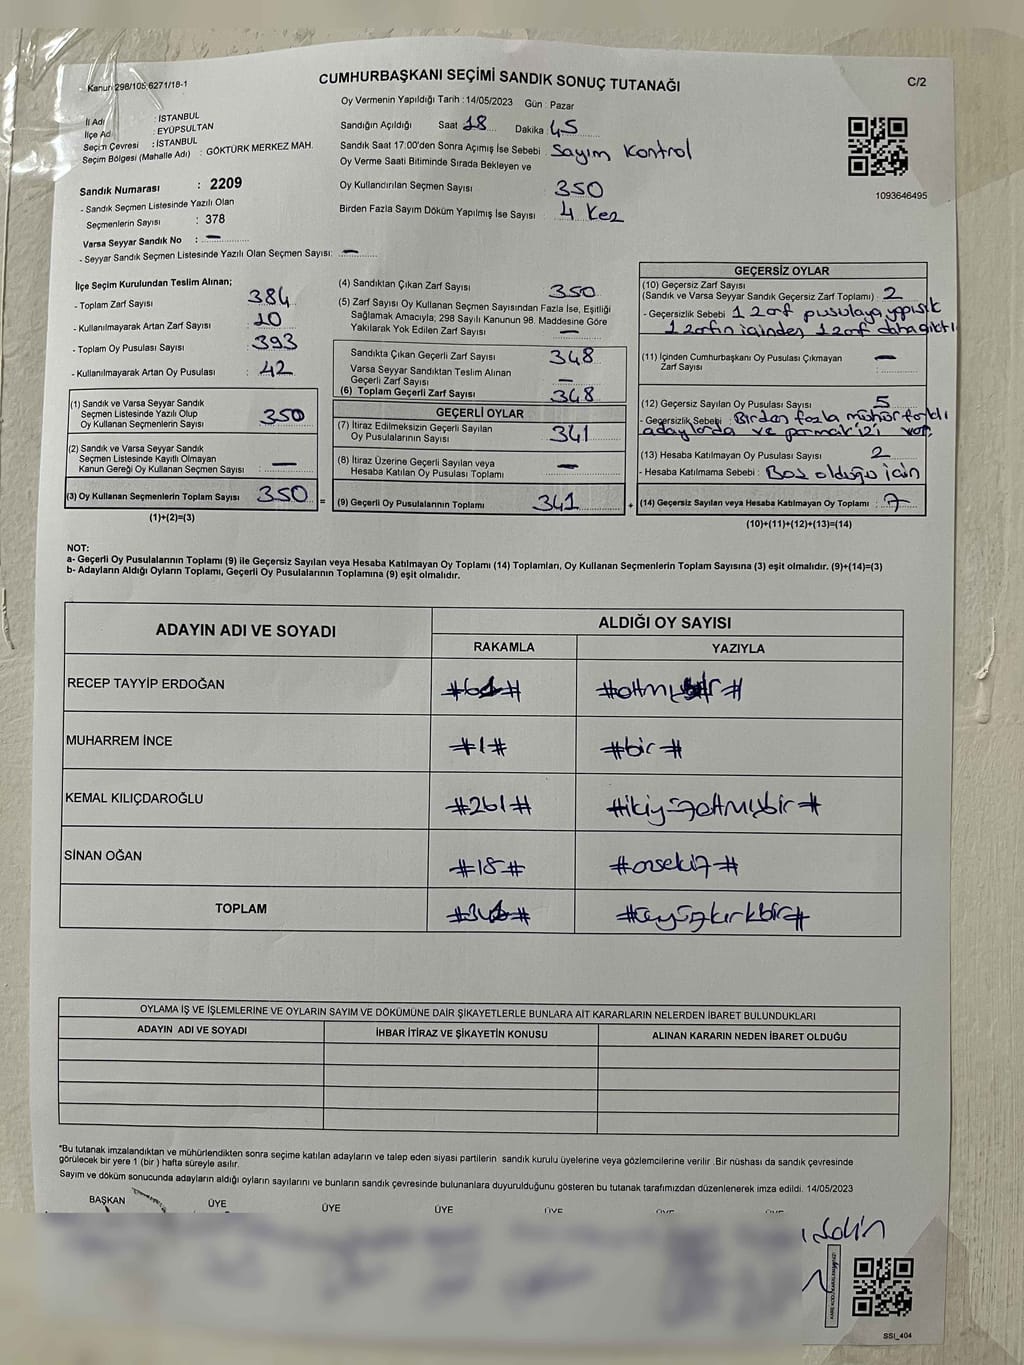 Kanun 298/105 6271/18-1
CUMHURBAŞKANI SEÇİMİ SANDIK SONUÇ TUTANAĞI
C/2
İl Adı : İSTANBUL
İlçe Ad : EYÜPSULTAN
Seçim Çevresi : İSTANBUL
Seçim Bölgesi (Mahalle Adı) : GÖKTÜRK MERKEZ MAH.
Sandık Numarası : 2209
- Sandık Seçmen Listesinde Yazılı Olan
Seçmenlerin Sayısı : 378
Varsa Seyyar Sandık No : —
- Seyyar Sandık Seçmen Listesinde Yazılı Olan Seçmen Sayısı: —
Oy Vermenin Yapıldığı Tarih : 14/05/2023 Gün : Pazar
Sandığın Açıldığı Saat 18 Dakika 45
Sandık Saat 17:00'den Sonra Açımış İse Sebebi Sayım Kontrol
Oy Verme Saati Bitiminde Sırada Bekleyen ve
Oy Kullandırılan Seçmen Sayısı 350
Birden Fazla Sayım Döküm Yapılmış İse Sayısı 4 Kez
1093646495
İlçe Seçim Kurulundan Teslim Alınan;
- Toplam Zarf Sayısı 384
- Kullanılmayarak Artan Zarf Sayısı : 10
- Toplam Oy Pusulası Sayısı : 393
- Kullanılmayarak Artan Oy Pusulası : 42
(1) Sandık ve Varsa Seyyar Sandık
Seçmen Listesinde Yazılı Olup
Oy Kullanan Seçmenlerin Sayısı 350
(2) Sandık ve Varsa Seyyar Sandık
Seçmen Listesinde Kayıtlı Olmayan
Kanun Gereği Oy Kullanan Seçmen Sayısı : —
(3) Oy Kullanan Seçmenlerin Toplam Sayısı 350 =
(1)+(2)=(3)
(4) Sandıktan Çıkan Zarf Sayısı 350
(5) Zarf Sayısı Oy Kullanan Seçmen Sayısından Fazla İse, Eşitliği
Sağlamak Amacıyla; 298 Sayılı Kanunun 98. Maddesine Göre
Yakılarak Yok Edilen Zarf Sayısı —
Sandıkta Çıkan Geçerli Zarf Sayısı 348
Varsa Seyyar Sandıktan Teslim Alınan
Geçerli Zarf Sayısı —
(6) Toplam Geçerli Zarf Sayısı 348
GEÇERLİ OYLAR
(7) İtiraz Edilmeksizin Geçerli Sayılan
Oy Pusulalarının Sayısı 341
(8) İtiraz Üzerine Geçerli Sayılan veya
Hesaba Katılan Oy Pusulası Toplamı —
(9) Geçerli Oy Pusulalarının Toplamı 341 +
GEÇERSİZ OYLAR
(10) Geçersiz Zarf Sayısı
(Sandık ve Varsa Seyyar Sandık Geçersiz Zarf Toplamı) : 2
- Geçersizlik Sebebi 1 zarf pusulaya yapışık
1 zarfın içinden 1 zarf daha çıktı
(11) İçinden Cumhurbaşkanı Oy Pusulası Çıkmayan
Zarf Sayısı : —
(12) Geçersiz Sayılan Oy Pusulası Sayısı 5
- Geçersizlik Sebebi : Birden fazla mühür farklı
adaylarda ve parmak izi var.
(13) Hesaba Katılmayan Oy Pusulası Sayısı 2
- Hesaba Katılmama Sebebi : Boş olduğu için
(14) Geçersiz Sayılan veya Hesaba Katılmayan Oy Toplamı : 7
(10)+(11)+(12)+(13)=(14)
NOT:
a- Geçerli Oy Pusulalarının Toplamı (9) ile Geçersiz Sayılan veya Hesaba Katılmayan Oy Toplamı (14) Toplamları, Oy Kullanan Seçmenlerin Toplam Sayısına (3) eşit olmalıdır. (9)+(14)=(3)
b- Adayların Aldığı Oyların Toplamı, Geçerli Oy Pusulalarının Toplamına (9) eşit olmalıdır.
ADAYIN ADI VE SOYADI ALDIĞI OY SAYISI
RAKAMLA YAZIYLA
RECEP TAYYİP ERDOĞAN #61# #altmışbir#
MUHARREM İNCE #1# #bir#
KEMAL KILIÇDAROĞLU #261# #ikiyüzaltmışbir#
SİNAN OĞAN #18# #onsekiz#
TOPLAM #341# #üçyüzkırkbir#
OYLAMA İŞ VE İŞLEMLERİNE VE OYLARIN SAYIM VE DÖKÜMÜNE DAİR ŞİKAYETLERLE BUNLARA AİT KARARLARIN NELERDEN İBARET BULUNDUKLARI
ADAYIN ADI VE SOYADI İHBAR İTİRAZ VE ŞİKAYETİN KONUSU ALINAN KARARIN NEDEN İBARET OLDUĞU
*Bu tutanak imzalandıktan ve mühürlendikten sonra seçime katılan adayların ve talep eden siyasi partilerin sandık kurulu üyelerine veya gözlemcilerine verilir .Bir nüshası da sandık çevresinde
görülecek bir yere 1 (bir ) hafta süreyle asılır.
Sayım ve döküm sonucunda adayların aldığı oyların sayılarını ve bunların sandık çevresinde bulunanlara duyurulduğunu gösteren bu tutanak tarafımızdan düzenlenerek imza edildi. 14/05/2023
BAŞKAN ÜYE ÜYE ÜYE ÜYE ÜYE ÜYE
SSI_404